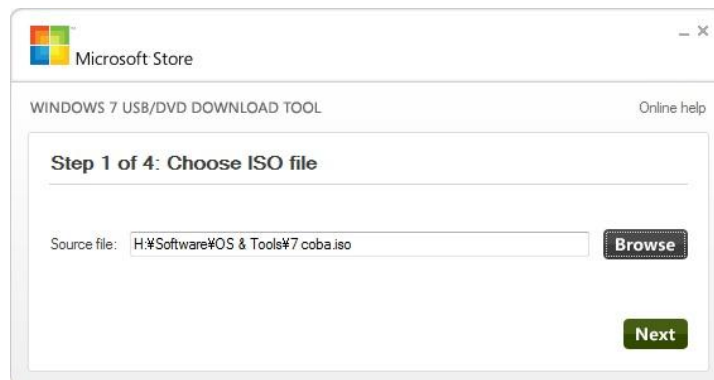 Microsoft Store
WINDOWS 7 USB/DVD DOWNLOAD TOOL Online help
Step 1 of 4: Choose ISO file
Source file: H:¥Software¥OS & Tools¥7 coba.iso Browse
Next